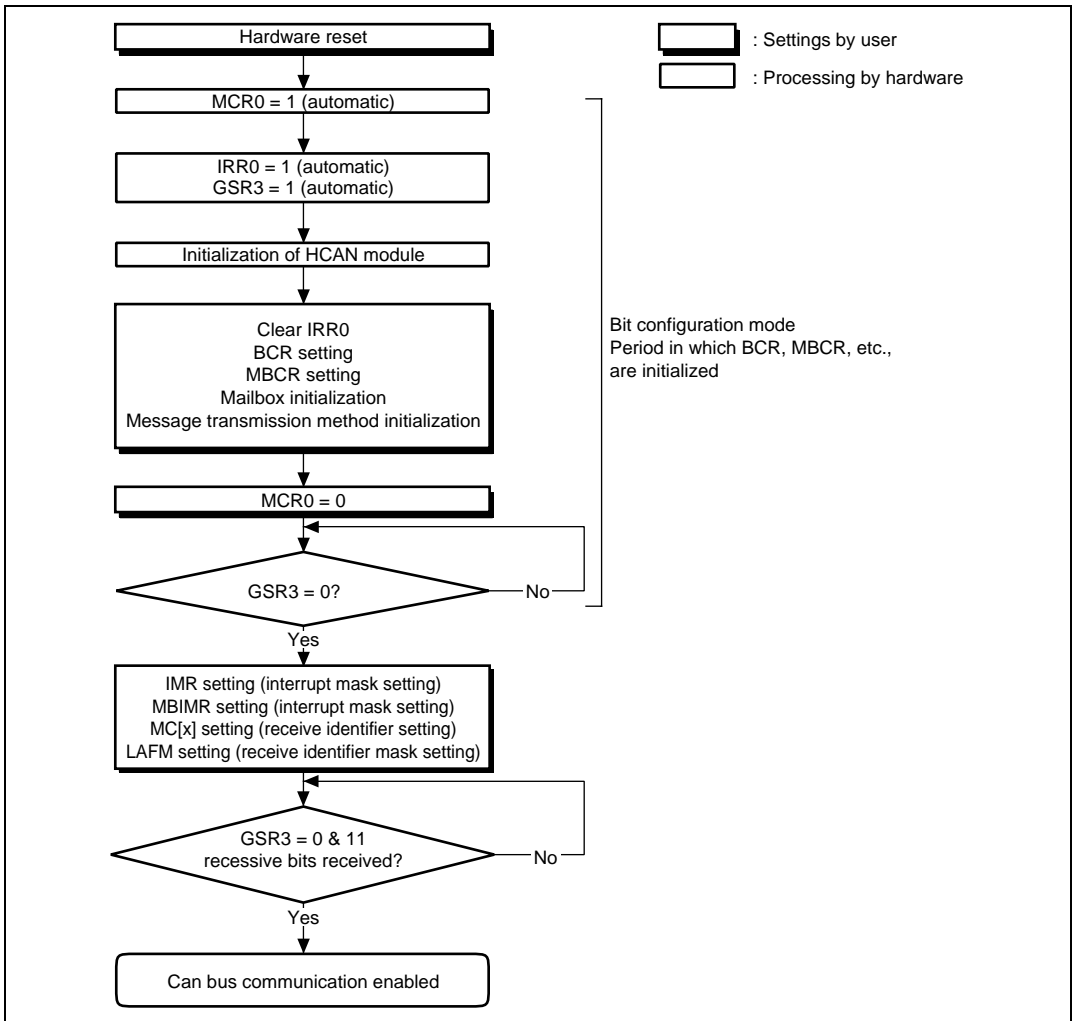 Hardware reset
: Settings by user
: Processing by hardware
MCR0 = 1 (automatic)
IRR0 = 1 (automatic)
GSR3 = 1 (automatic)
Initialization of HCAN module
Clear IRR0
BCR setting
MBCR setting
Mailbox initialization
Message transmission method initialization
Bit configuration mode
Period in which BCR, MBCR, etc.,
are initialized
MCR0 = 0
GSR3 = 0?
No
Yes
IMR setting (interrupt mask setting)
MBIMR setting (interrupt mask setting)
MC[x] setting (receive identifier setting)
LAFM setting (receive identifier mask setting)
GSR3 = 0 & 11
recessive bits received?
No
Yes
Can bus communication enabled